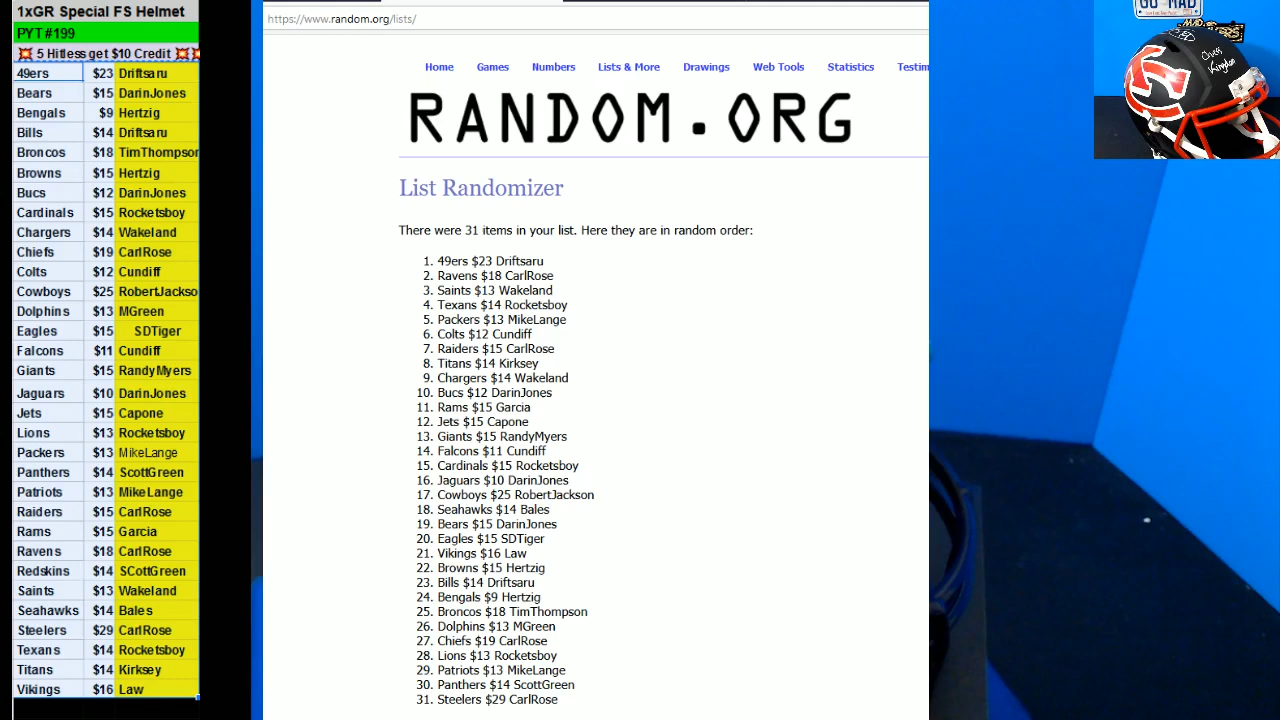 1xGR Special FS Helmet
PYT #199
💥 5 Hitless get $10 Credit 💥
49ers $23 Driftsaru
Bears $15 DarinJones
Bengals $9 Hertzig
Bills $14 Driftsaru
Broncos $18 TimThompson
Browns $15 Hertzig
Bucs $12 DarinJones
Cardinals $15 Rocketsboy
Chargers $14 Wakeland
Chiefs $19 CarlRose
Colts $12 Cundiff
Cowboys $25 RobertJackso
Dolphins $13 MGreen
Eagles $15 SDTiger
Falcons $11 Cundiff
Giants $15 RandyMyers
Jaguars $10 DarinJones
Jets $15 Capone
Lions $13 Rocketsboy
Packers $13 MikeLange
Panthers $14 ScottGreen
Patriots $13 MikeLange
Raiders $15 CarlRose
Rams $15 Garcia
Ravens $18 CarlRose
Redskins $14 SCottGreen
Saints $13 Wakeland
Seahawks $14 Bales
Steelers $29 CarlRose
Texans $14 Rocketsboy
Titans $14 Kirksey
Vikings $16 Law
https://www.random.org/lists/
Home Games Numbers Lists & More Drawings Web Tools Statistics Testim
RANDOM.ORG
List Randomizer
There were 31 items in your list. Here they are in random order:
1. 49ers $23 Driftsaru
2. Ravens $18 CarlRose
3. Saints $13 Wakeland
4. Texans $14 Rocketsboy
5. Packers $13 MikeLange
6. Colts $12 Cundiff
7. Raiders $15 CarlRose
8. Titans $14 Kirksey
9. Chargers $14 Wakeland
10. Bucs $12 DarinJones
11. Rams $15 Garcia
12. Jets $15 Capone
13. Giants $15 RandyMyers
14. Falcons $11 Cundiff
15. Cardinals $15 Rocketsboy
16. Jaguars $10 DarinJones
17. Cowboys $25 RobertJackson
18. Seahawks $14 Bales
19. Bears $15 DarinJones
20. Eagles $15 SDTiger
21. Vikings $16 Law
22. Browns $15 Hertzig
23. Bills $14 Driftsaru
24. Bengals $9 Hertzig
25. Broncos $18 TimThompson
26. Dolphins $13 MGreen
27. Chiefs $19 CarlRose
28. Lions $13 Rocketsboy
29. Patriots $13 MikeLange
30. Panthers $14 ScottGreen
31. Steelers $29 CarlRose
GO MAD
MAD